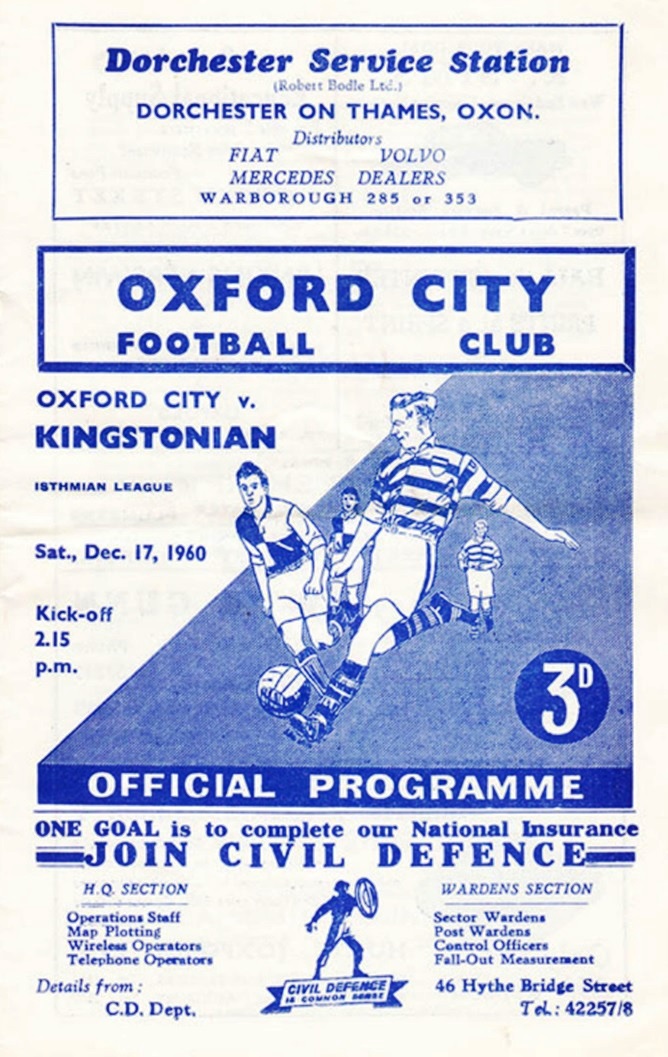 Dorchester Service Station
(Robert Bodle Ltd.)
DORCHESTER ON THAMES, OXON.
Distributors
FIAT VOLVO
MERCEDES DEALERS
WARBOROUGH 285 or 353
OXFORD CITY
FOOTBALL CLUB
OXFORD CITY v.
KINGSTONIAN
ISTHMIAN LEAGUE
Sat., Dec. 17, 1960
Kick-off
2.15
p.m.
3D
OFFICIAL PROGRAMME
ONE GOAL is to complete our National Insurance
JOIN CIVIL DEFENCE
H.Q. SECTION
Operations Staff
Map Plotting
Wireless Operators
Telephone Operators
Details from :
C.D. Dept.
CIVIL DEFENCE
IS COMMON SENSE
WARDENS SECTION
Sector Wardens
Post Wardens
Control Officers
Fall-Out Measurement
46 Hythe Bridge Street
Tel.: 42257/8